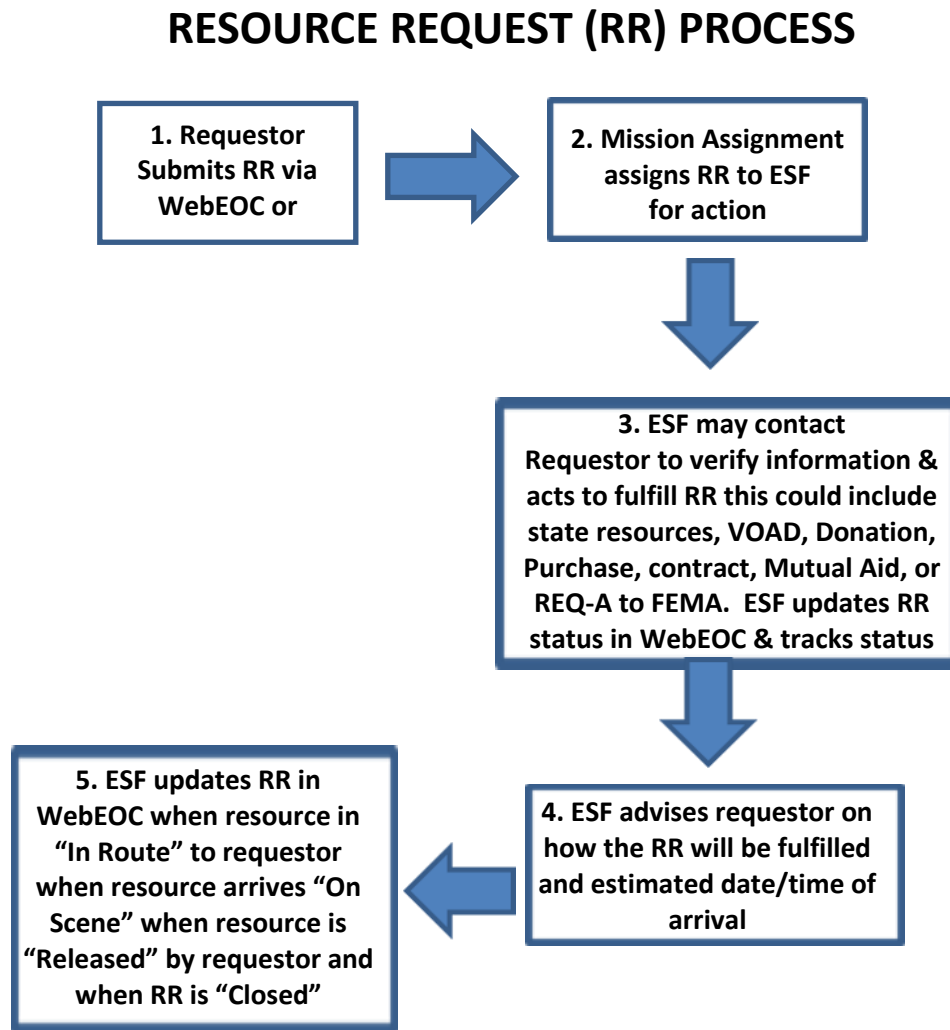 RESOURCE REQUEST (RR) PROCESS
1. Requestor
Submits RR via
WebEOC or
2. Mission Assignment
assigns RR to ESF
for action
3. ESF may contact
Requestor to verify information &
acts to fulfill RR this could include
state resources, VOAD, Donation,
Purchase, contract, Mutual Aid, or
REQ-A to FEMA.  ESF updates RR
status in WebEOC & tracks status
4. ESF advises requestor on
how the RR will be fulfilled
and estimated date/time of
arrival
5. ESF updates RR in
WebEOC when resource in
“In Route” to requestor
when resource arrives “On
Scene” when resource is
“Released” by requestor and
when RR is “Closed”